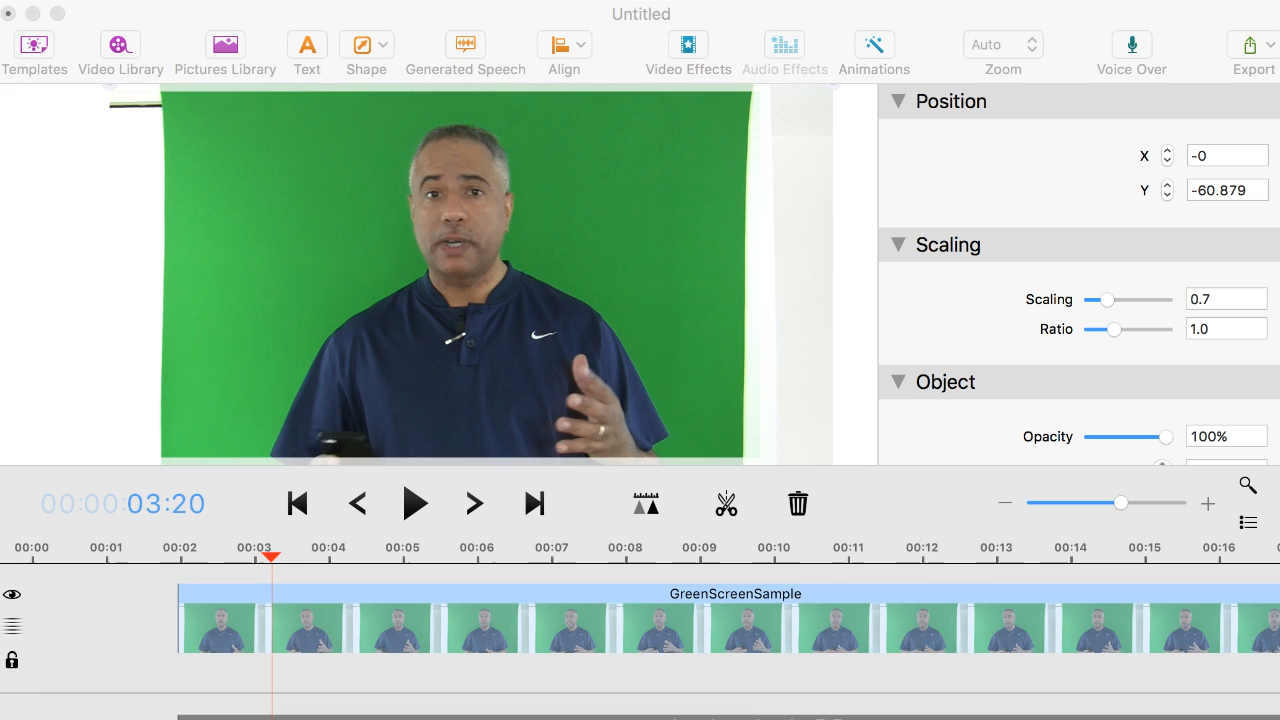 Untitled
Templates Video Library Pictures Library Text Shape Generated Speech Align Video Effects Audio Effects Animations Auto Zoom Voice Over Export
Position
X -0
Y -60.879
Scaling
Scaling 0.7
Ratio 1.0
Object
Opacity 100%
00:00:03:20
00:00 00:01 00:02 00:03 00:04 00:05 00:06 00:07 00:08 00:09 00:10 00:11 00:12 00:13 00:14 00:15 00:16
GreenScreenSample